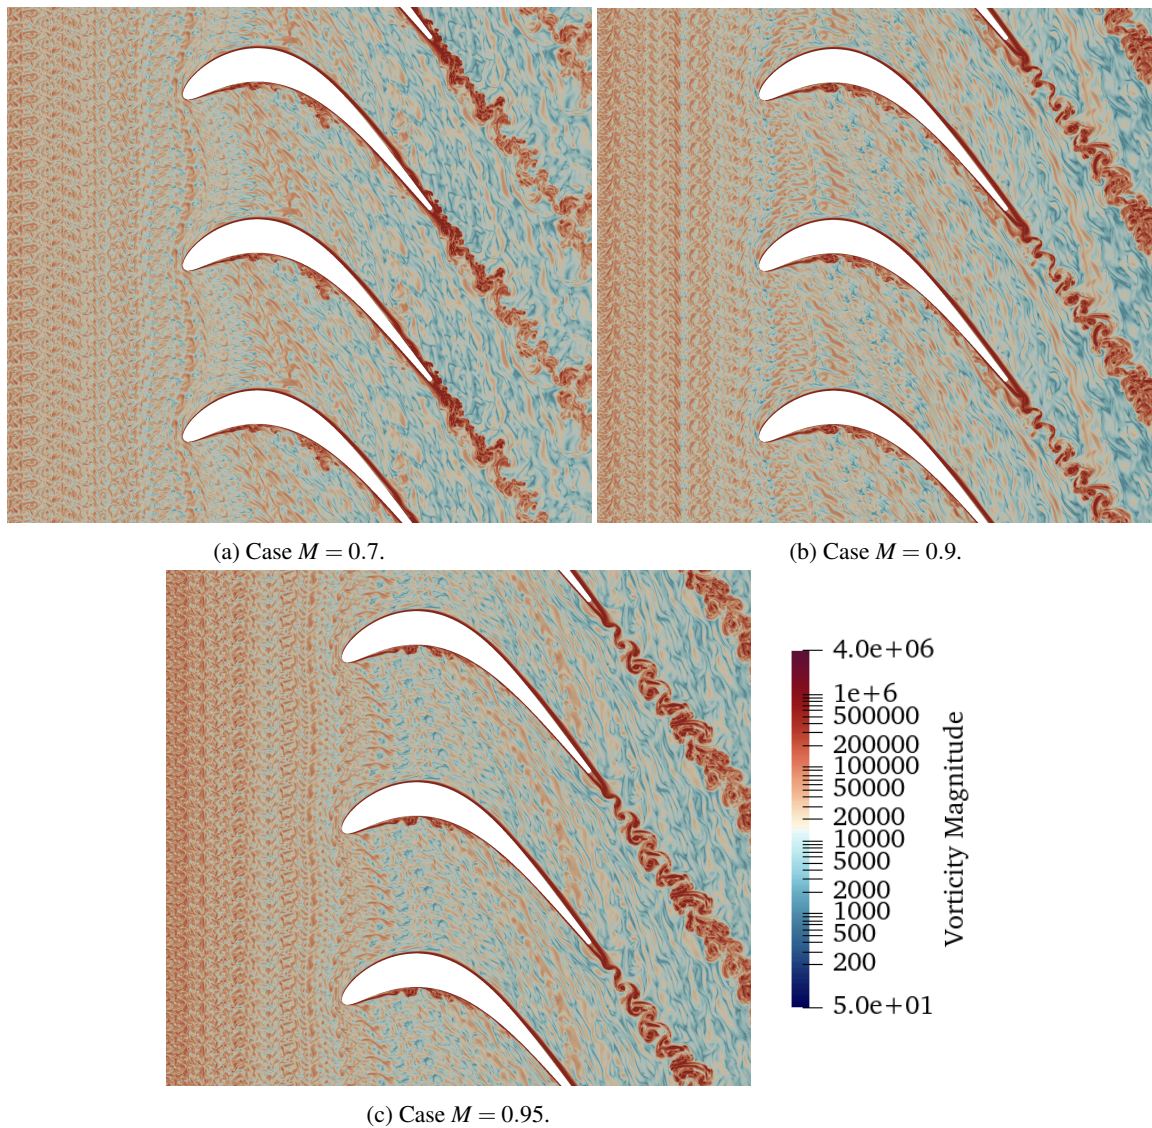 (a) Case M = 0.7.
(b) Case M = 0.9.
4.0e+06
1e+6
500000
200000
100000
50000
20000
10000
5000
2000
1000
500
200
5.0e+01
Vorticity Magnitude
(c) Case M = 0.95.